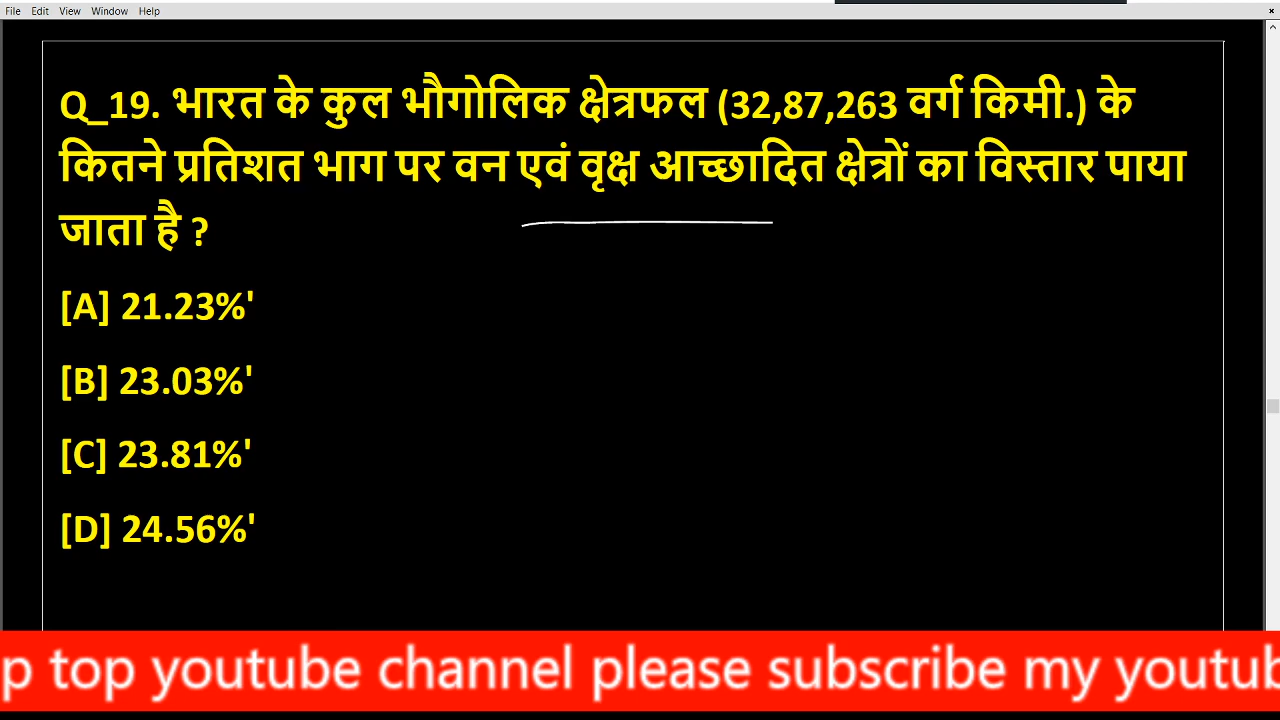 File Edit View Window Help
Q_19. भारत के कुल भौगोलिक क्षेत्रफल (32,87,263 वर्ग किमी.) के
कितने प्रतिशत भाग पर वन एवं वृक्ष आच्छादित क्षेत्रों का विस्तार पाया
जाता है ?
[A] 21.23%'
[B] 23.03%'
[C] 23.81%'
[D] 24.56%'
p top youtube channel please subscribe my youtub